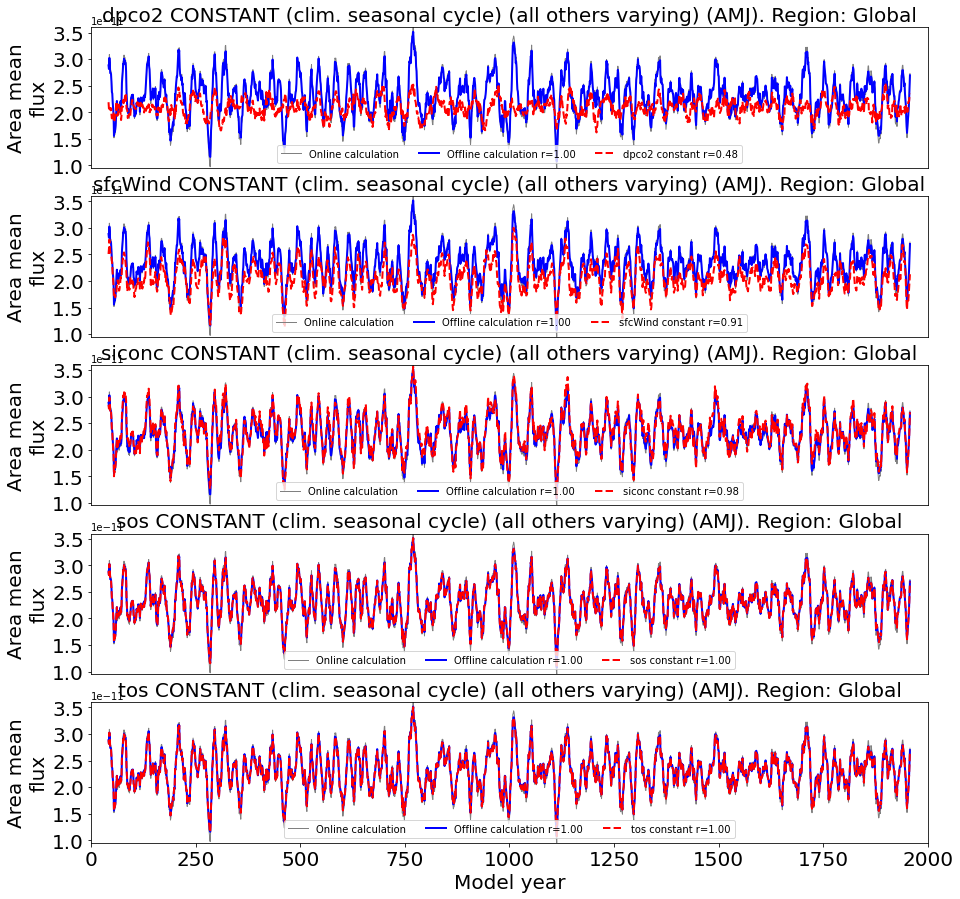 dpco2 CONSTANT (clim. seasonal cycle) (all others varying) (AMJ). Region: Global
1e-11
3.5
3.0
2.5
2.0
1.5
1.0
Area mean
flux
Online calculation
Offline calculation r=1.00
dpco2 constant r=0.48
sfcWind CONSTANT (clim. seasonal cycle) (all others varying) (AMJ). Region: Global
1e-11
3.5
3.0
2.5
2.0
1.5
1.0
Area mean
flux
Online calculation
Offline calculation r=1.00
sfcWind constant r=0.91
siconc CONSTANT (clim. seasonal cycle) (all others varying) (AMJ). Region: Global
1e-11
3.5
3.0
2.5
2.0
1.5
1.0
Area mean
flux
Online calculation
Offline calculation r=1.00
siconc constant r=0.98
sos CONSTANT (clim. seasonal cycle) (all others varying) (AMJ). Region: Global
1e-11
3.5
3.0
2.5
2.0
1.5
1.0
Area mean
flux
Online calculation
Offline calculation r=1.00
sos constant r=1.00
tos CONSTANT (clim. seasonal cycle) (all others varying) (AMJ). Region: Global
1e-11
3.5
3.0
2.5
2.0
1.5
1.0
Area mean
flux
Online calculation
Offline calculation r=1.00
tos constant r=1.00
0 250 500 750 1000 1250 1500 1750 2000
Model year